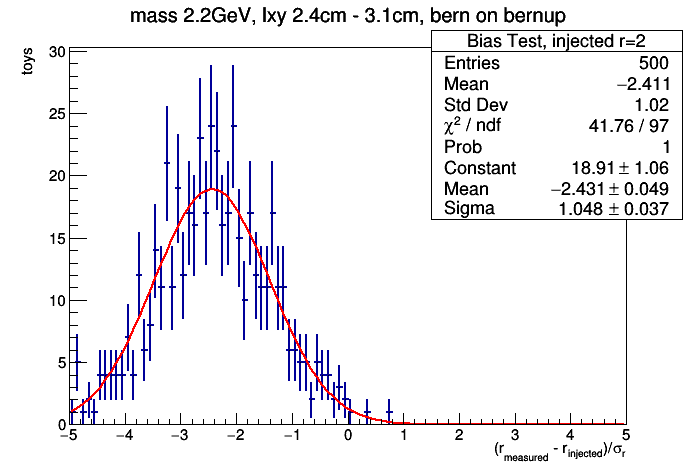 mass 2.2GeV, lxy 2.4cm - 3.1cm, bern on bernup
Bias Test, injected r=2
Entries 500
Mean −2.411
Std Dev 1.02
χ² / ndf 41.76 / 97
Prob 1
Constant 18.91 ± 1.06
Mean −2.431 ± 0.049
Sigma 1.048 ± 0.037
toys
30
25
20
15
10
5
0
−5 −4 −3 −2 −1 0 1 2 3 4 5
(r_measured - r_injected)/σ_r